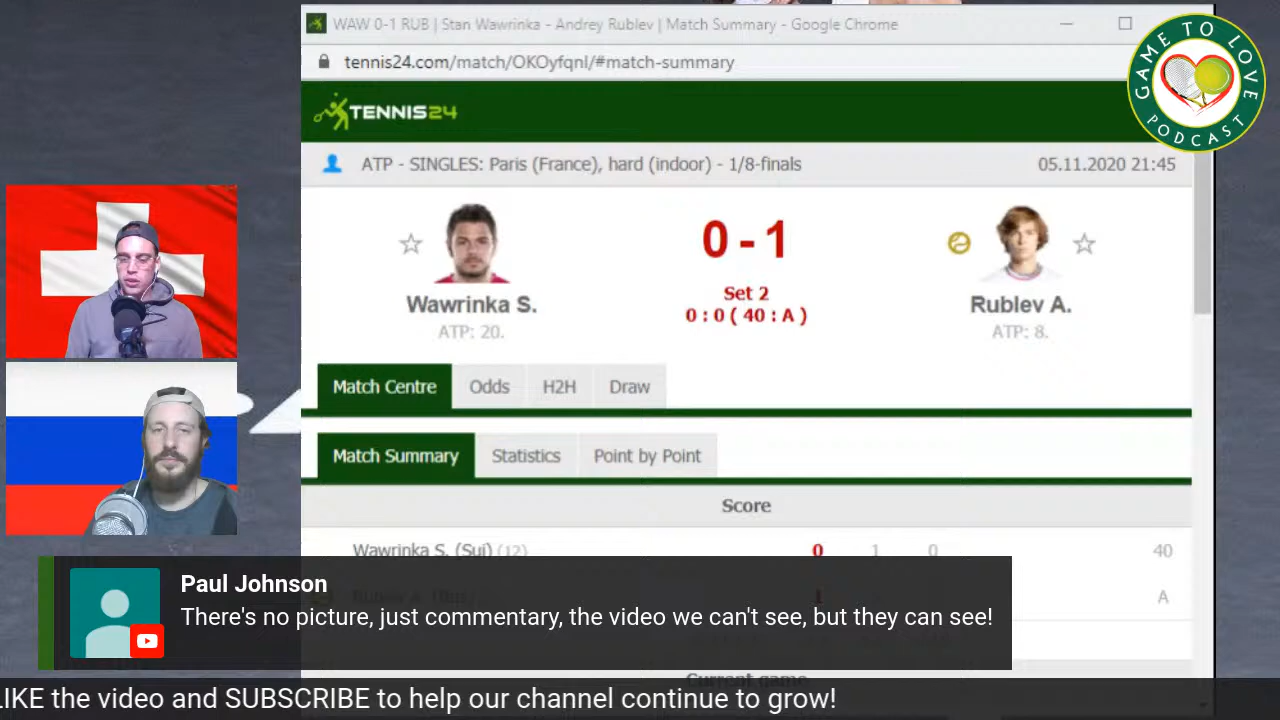 WAW 0-1 RUB | Stan Wawrinka - Andrey Rublev | Match Summary - Google Chrome
tennis24.com/match/OKOyfqnI/#match-summary
GAME TO LOVE
PODCAST
TENNIS24
ATP - SINGLES: Paris (France), hard (indoor) - 1/8-finals
05.11.2020 21:45
0 - 1
Set 2
0 : 0 ( 40 : A )
Wawrinka S.
Rublev A.
ATP: 20.
ATP: 8.
Match Centre Odds H2H Draw
Match Summary Statistics Point by Point
Score
Wawrinka S. (Sui) (12) 0 1 0 40
1 A
Paul Johnson
There's no picture, just commentary, the video we can't see, but they can see!
Current game
LIKE the video and SUBSCRIBE to help our channel continue to grow!